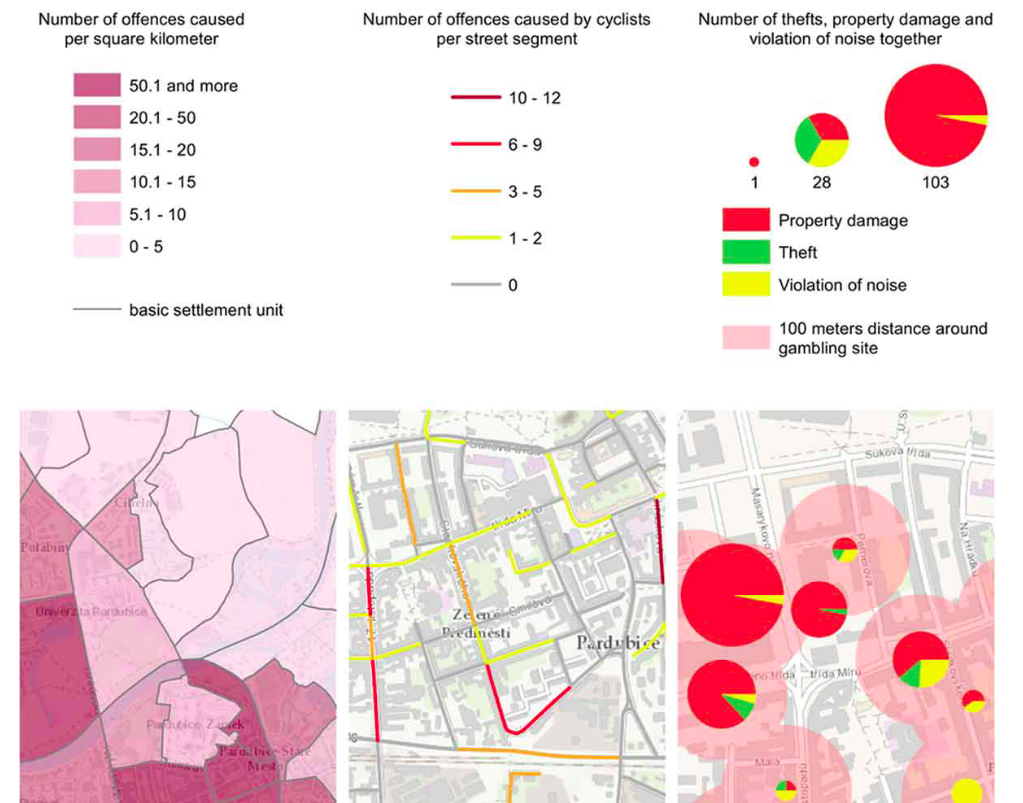 Number of offences caused
per square kilometer
50.1 and more
20.1 - 50
15.1 - 20
10.1 - 15
5.1 - 10
0 - 5
basic settlement unit
Number of offences caused by cyclists
per street segment
10 - 12
6 - 9
3 - 5
1 - 2
0
Number of thefts, property damage and
violation of noise together
1
28
103
Property damage
Theft
Violation of noise
100 meters distance around
gambling site
Cihelna
Polabiny
Univerzita Pardubice
Pardubice-Zámek
Pardubice-Staré
Město
Sukova třída
třída Míru
Smilova
Zelené
Předměstí
Pardubice
Sukova třída
Masarykovo n
Pernerova
Na Hrádku
třída Míru